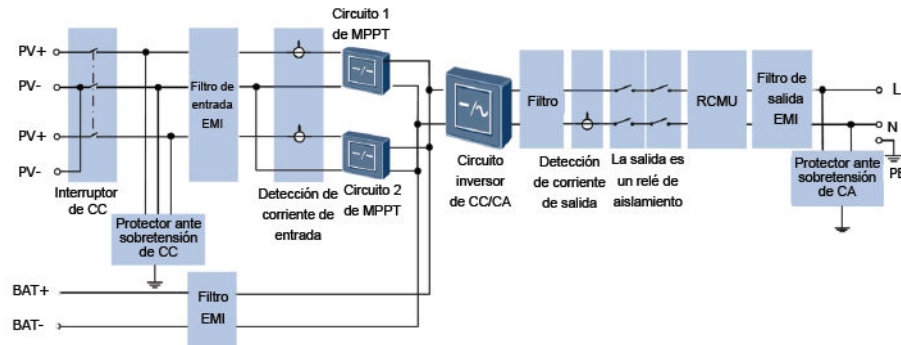 Circuito 1
de MPPT
PV+
PV-
PV+
PV-
Interruptor
de CC
Filtro de
entrada
EMI
Detección de
corriente de
entrada
Circuito 2
de MPPT
Protector ante
sobretensión
de CC
BAT+
BAT-
Filtro
EMI
Circuito
inversor
de CC/CA
Filtro
Detección
de corriente
de salida
La salida es
un relé de
aislamiento
RCMU
Filtro de
salida
EMI
L
N
PE
Protector ante
sobretensión
de CA